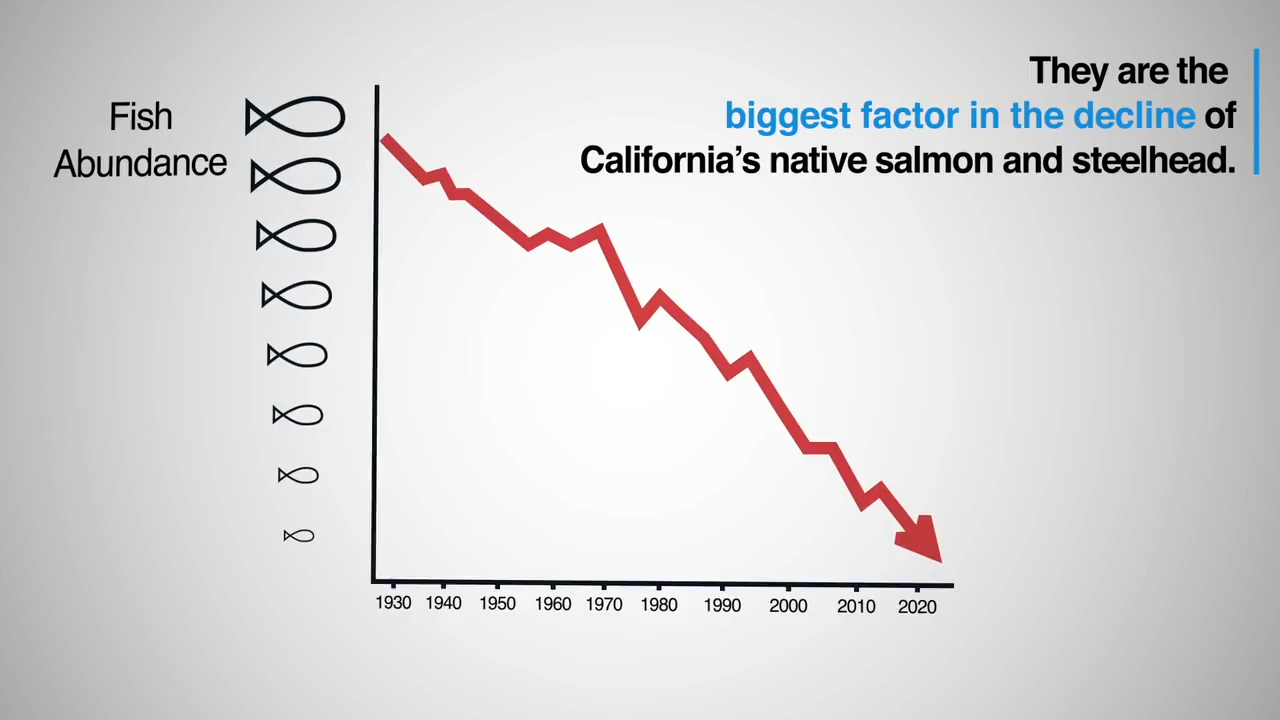 They are the
biggest factor in the decline of
California's native salmon and steelhead.
Fish
Abundance
1930 1940 1950 1960 1970 1980 1990 2000 2010 2020